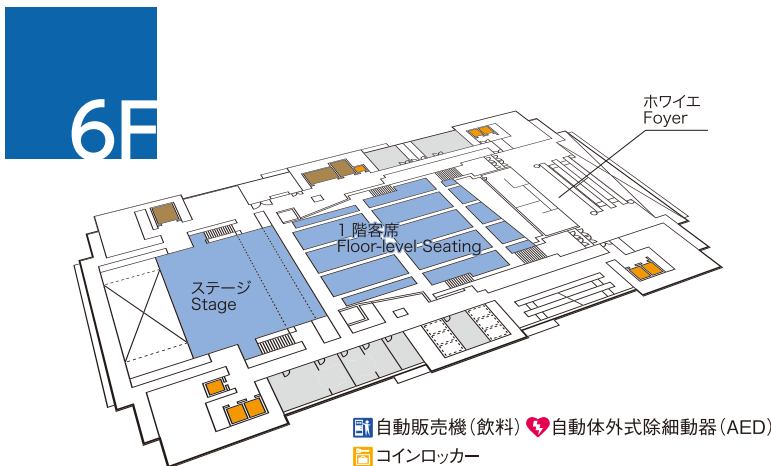 6F
ホワイエ
Foyer
1 階客席
Floor-level Seating
ステージ
Stage
自動販売機(飲料) 自動体外式除細動器(AED)
コインロッカー